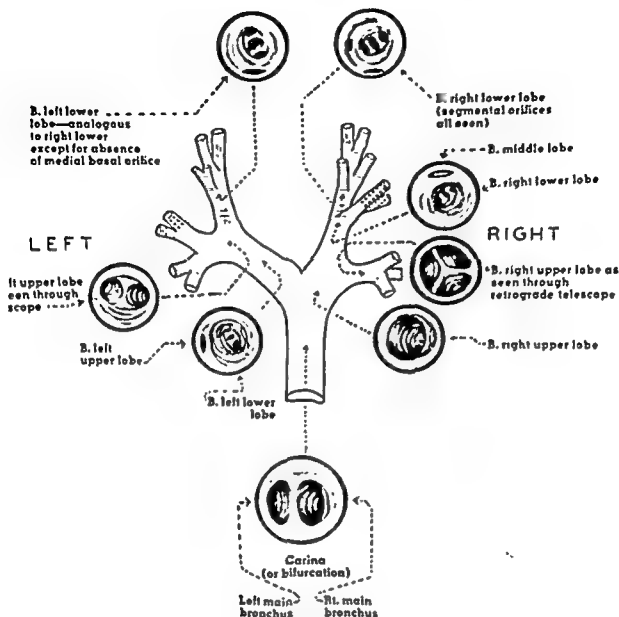 B. left lower
lobe—analogous
to right lower
except for absence
of medial basal orifice
right lower lobe
(segmental orifices
all seen)
B. middle lobe
B. right lower lobe
LEFT
RIGHT
lt upper lobe
een through
scope
B. right upper lobe as
seen through
retrograde telescope
B. left
upper lobe
B. right upper lobe
B. left lower
lobe
Carina
(or bifurcation)
Left main
bronchus
Rt. main
bronchus